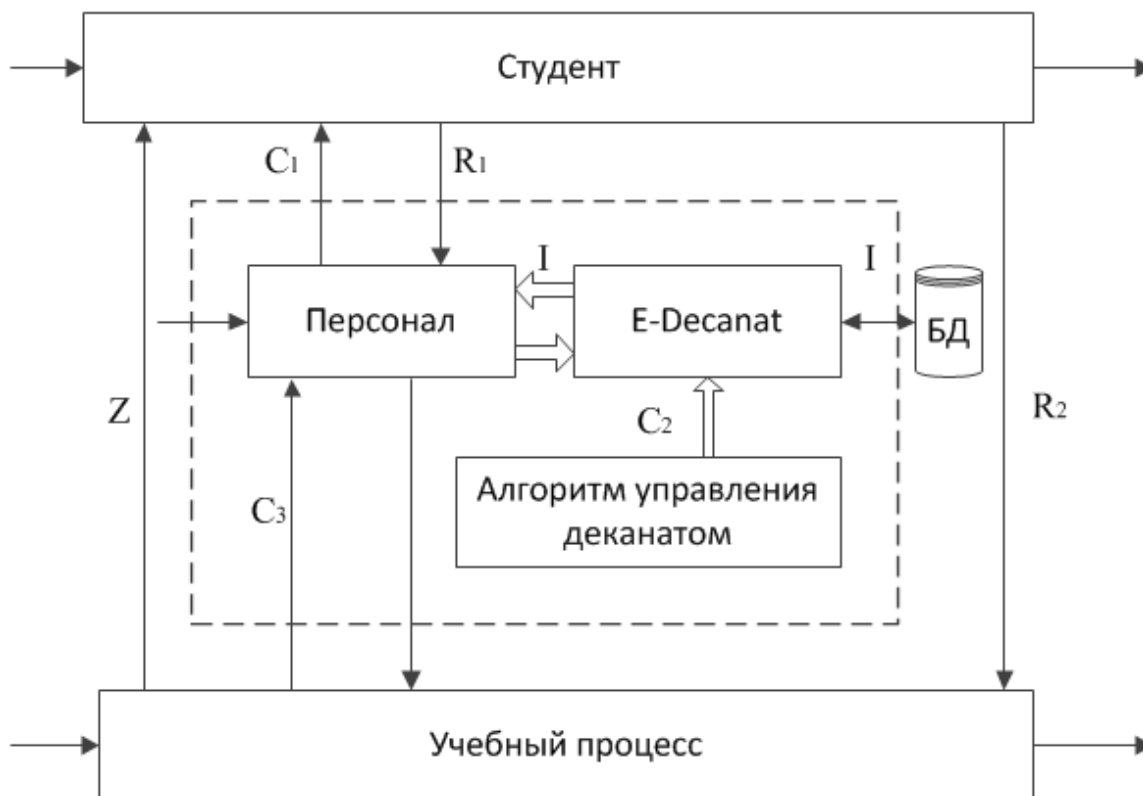 Студент
C1
R1
I
I
Персонал
E-Decanat
БД
Z
C2
R2
Алгоритм управления
деканатом
C3
Учебный процесс